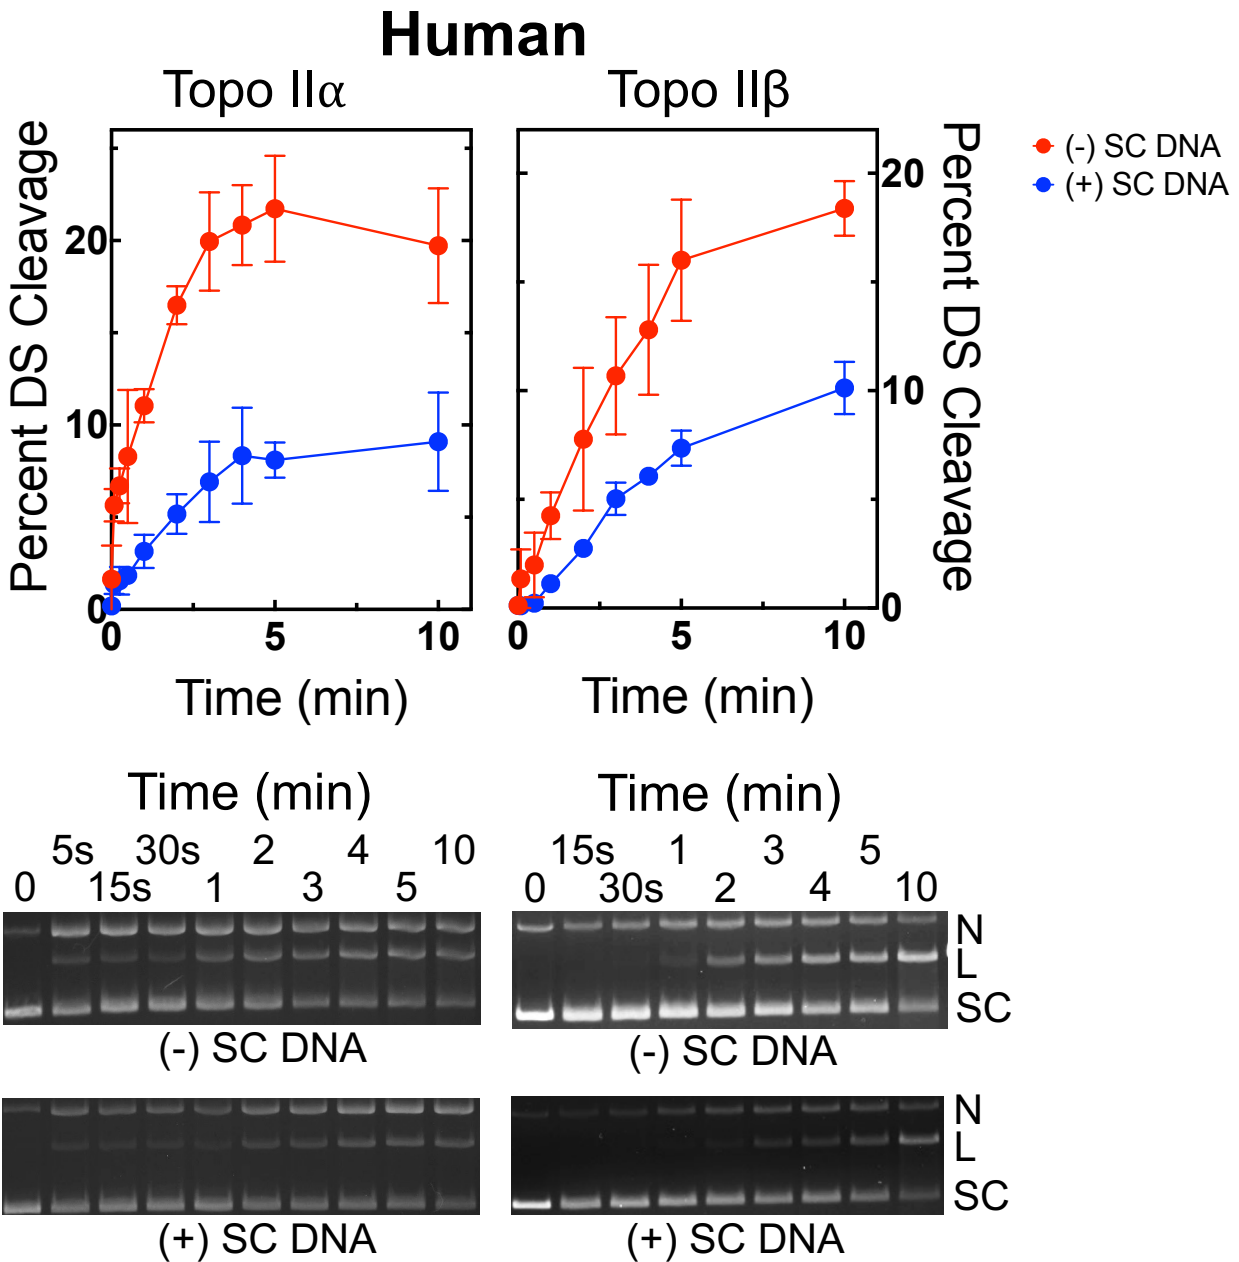 Human
Topo IIα
Topo IIβ
Percent DS Cleavage
20
10
0
0 5 10
Time (min)
20
10
0
0 5 10
Time (min)
Percent DS Cleavage
(-) SC DNA
(+) SC DNA
Time (min)
5s 30s 2 4 10
0 15s 1 3 5
(-) SC DNA
(+) SC DNA
Time (min)
15s 1 3 5
0 30s 2 4 10
N
L
SC
(-) SC DNA
N
L
SC
(+) SC DNA